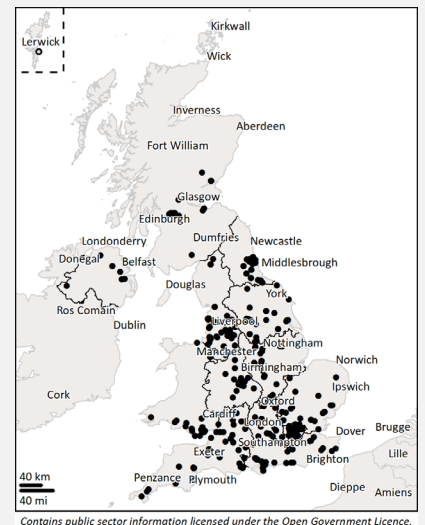 Kirkwall
Lerwick
Wick
Inverness
Aberdeen
Fort William
Glasgow
Edinburgh
Londonderry
Dumfries
Newcastle
Donegal
Belfast
Middlesbrough
Douglas
York
Ros Comain
Liverpool
Dublin
Nottingham
Manchester
Norwich
Birmingham
Ipswich
Cork
Oxford
Cardiff
London
Dover
Brugge
Southampton
Exeter
Brighton
Lille
Penzance
Plymouth
40 km
Dieppe
Amiens
40 mi
Contains public sector information licensed under the Open Government Licence.